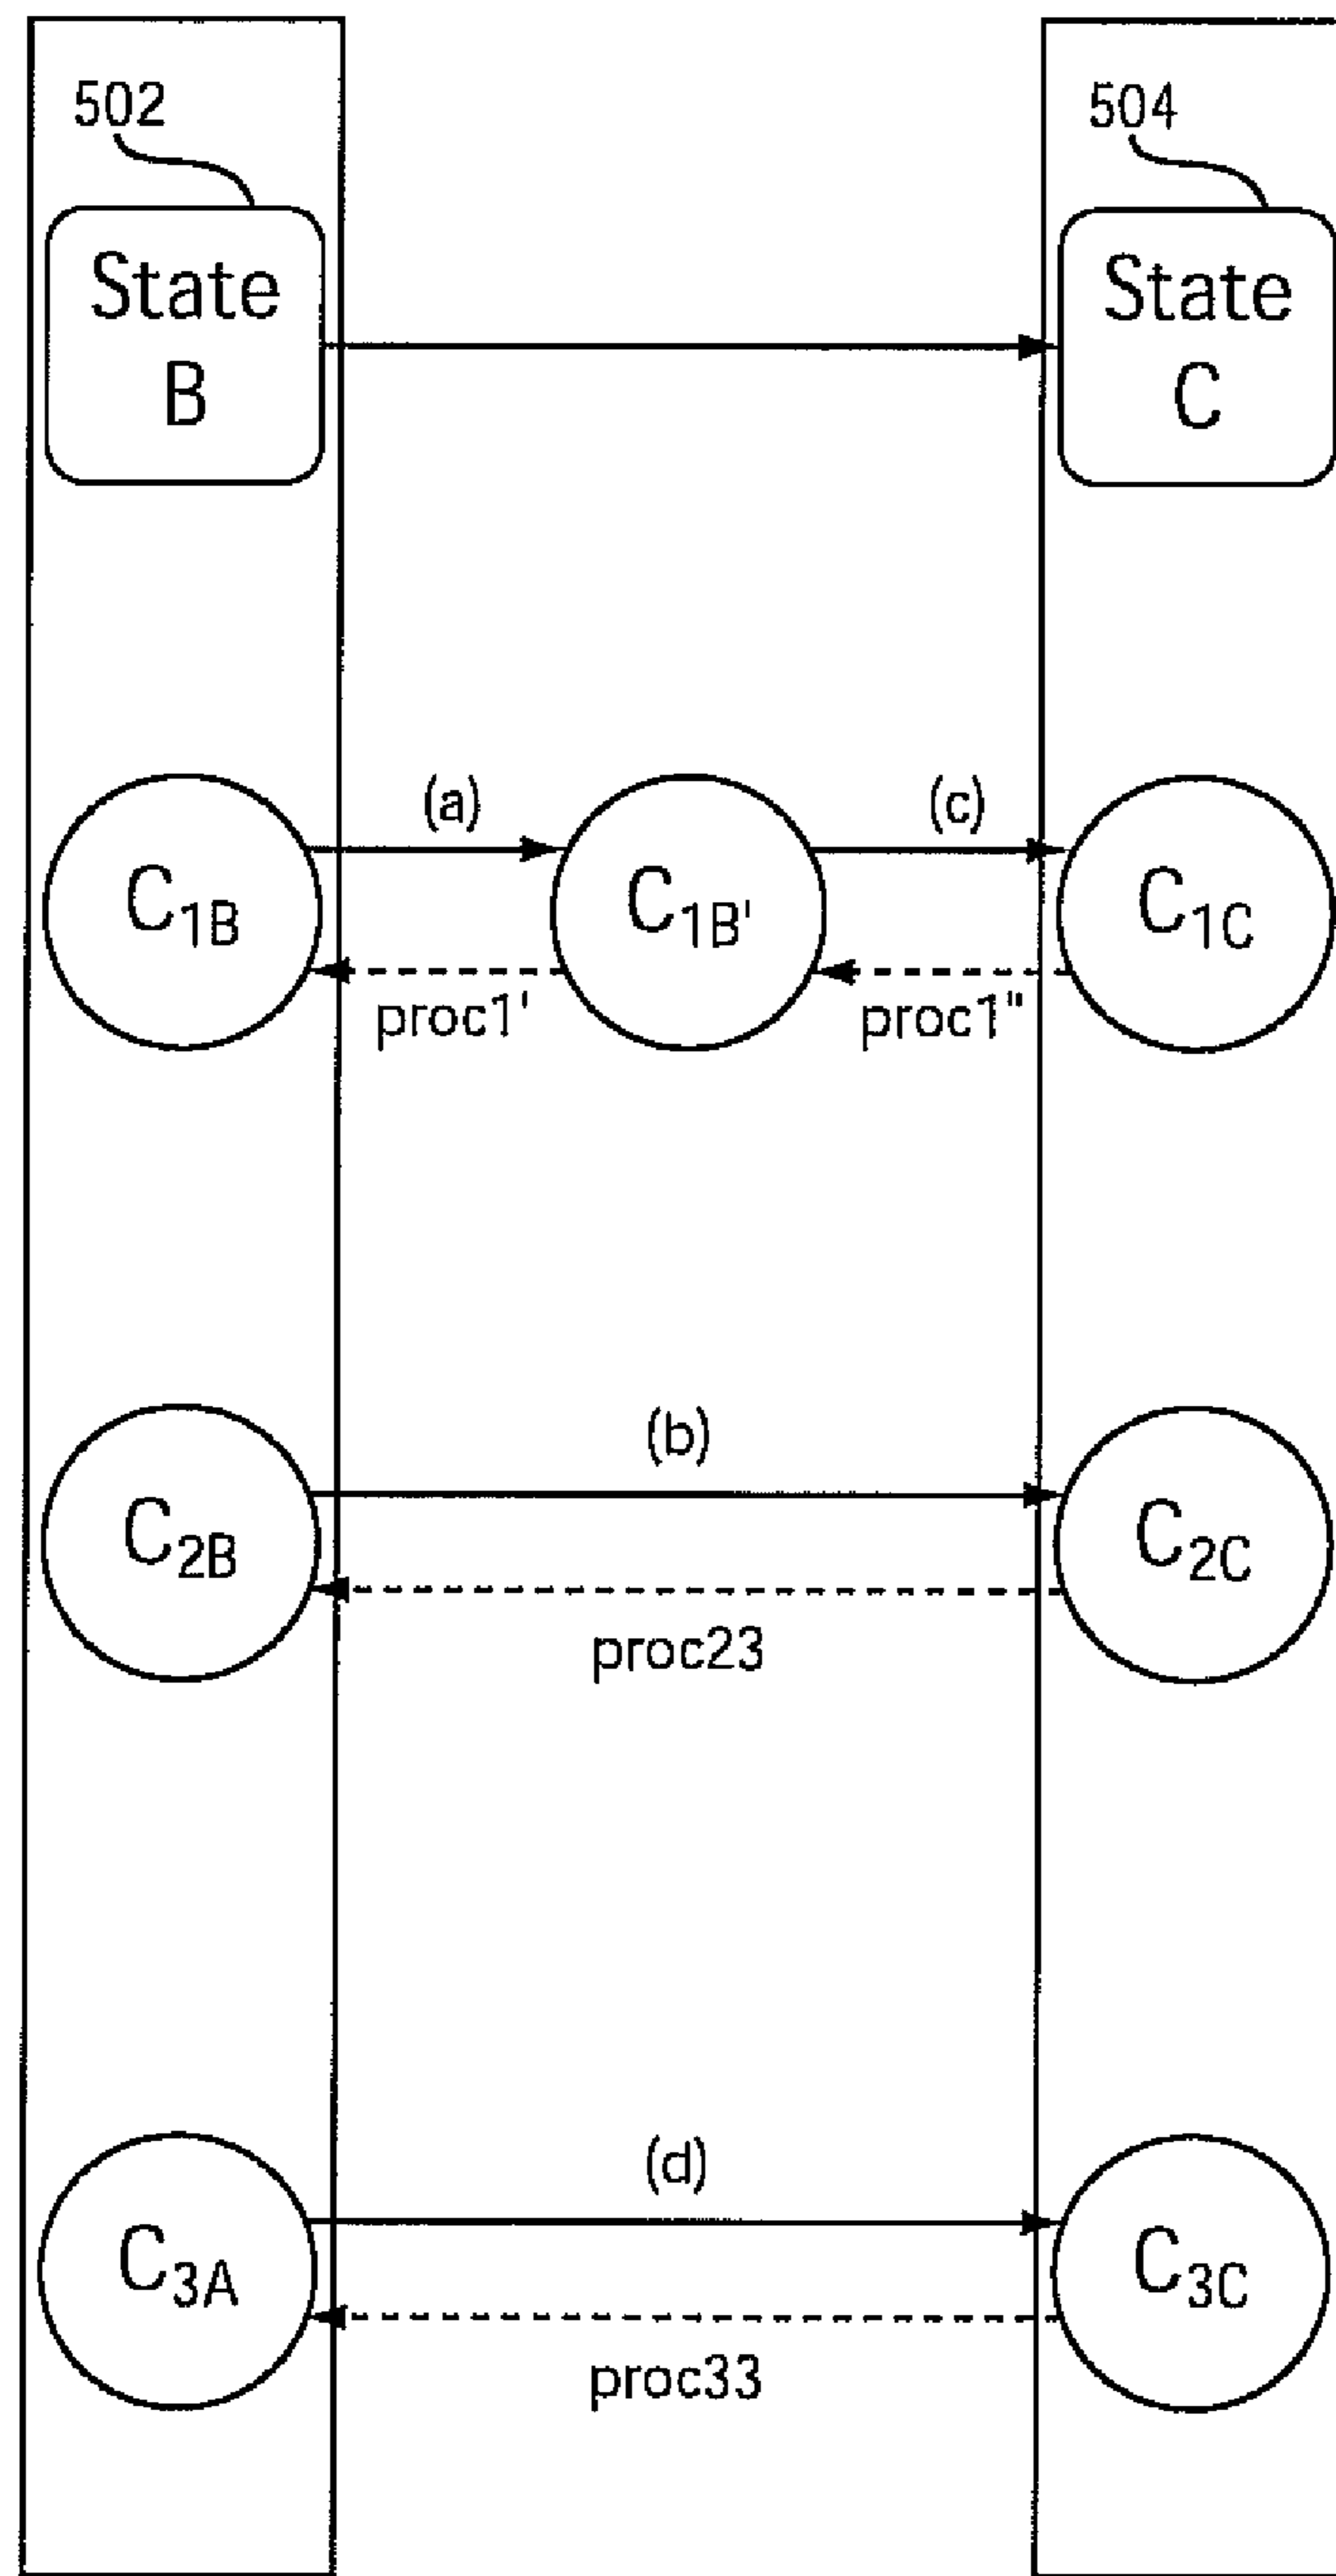 502
504
State
B
State
C
(a)
(c)
C1B
C1B'
C1C
proc1'
proc1"
(b)
C2B
C2C
proc23
(d)
C3A
C3C
proc33